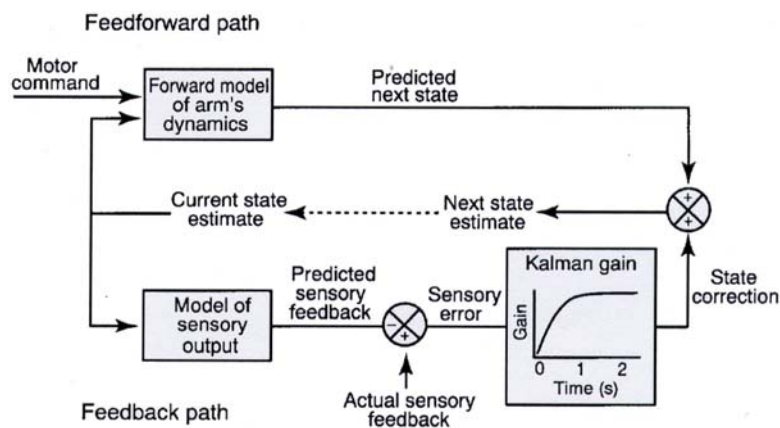 Feedforward path
Motor
command
Forward model
of arm's
dynamics
Predicted
next state
+
+
Current state
estimate
Next state
estimate
Model of
sensory
output
Predicted
sensory
feedback
-
+
Sensory
error
Kalman gain
Gain
0 1 2
Time (s)
State
correction
Actual sensory
feedback
Feedback path